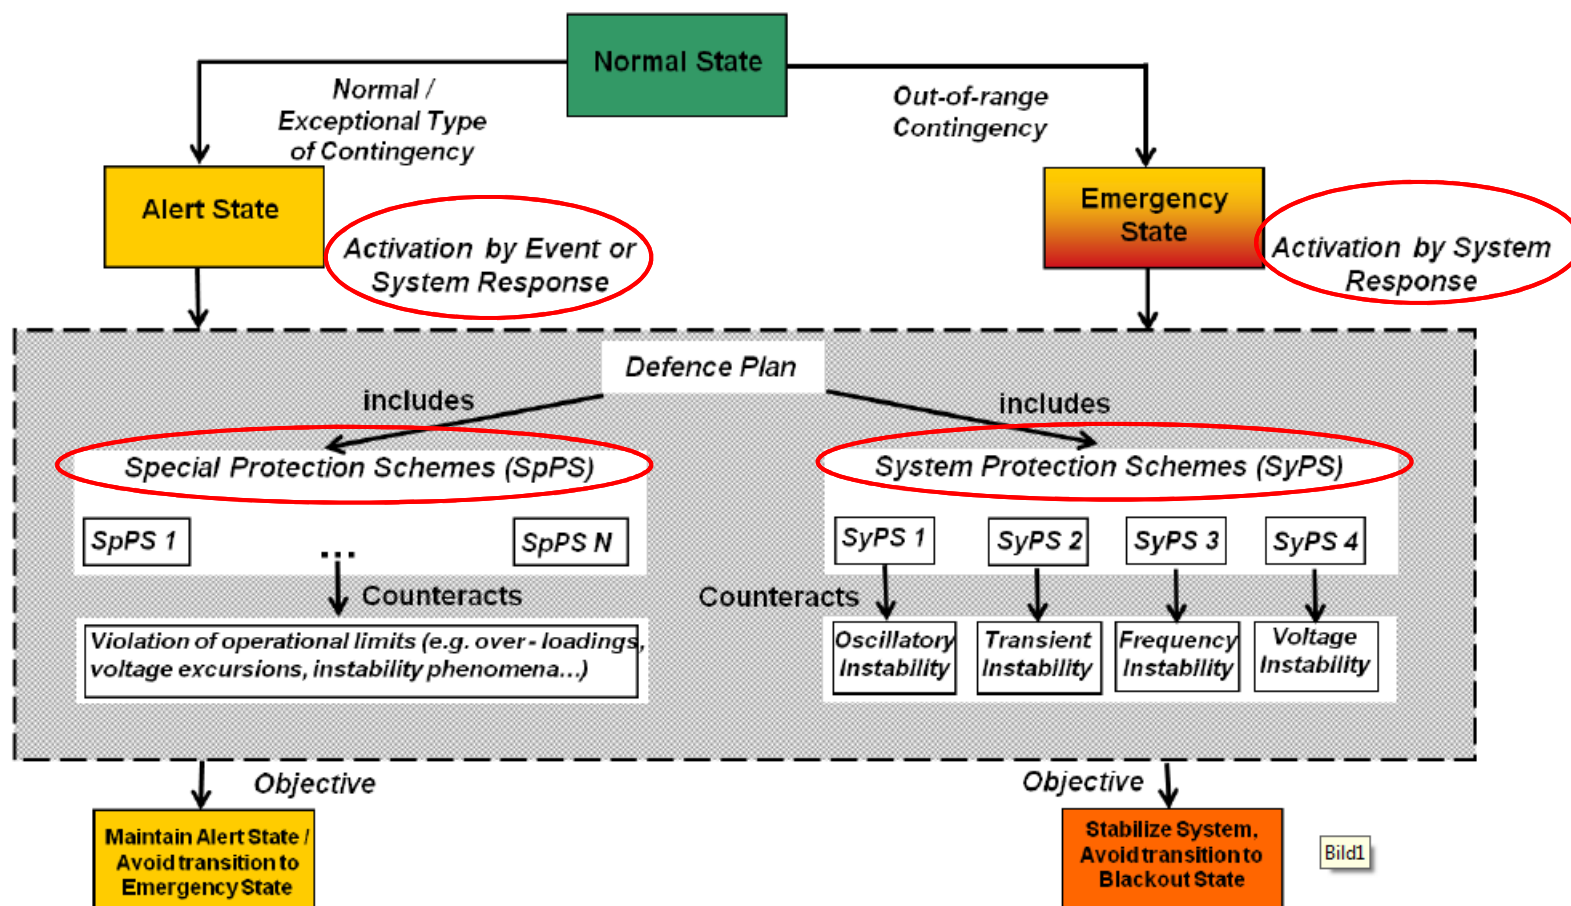 Normal State
Normal /
Exceptional Type
of Contingency
Out-of-range
Contingency
Alert State
Activation by Event or
System Response
Emergency
State
Activation by System
Response
Defence Plan
includes
includes
Special Protection Schemes (SpPS)
System Protection Schemes (SyPS)
SpPS 1
...
SpPS N
SyPS 1
SyPS 2
SyPS 3
SyPS 4
Counteracts
Counteracts
Violation of operational limits (e.g. over - loadings,
voltage excursions, instability phenomena...)
Oscillatory
Instability
Transient
Instability
Frequency
Instability
Voltage
Instability
Objective
Objective
Maintain Alert State /
Avoid transition to
Emergency State
Stabilize System,
Avoid transition to
Blackout State
Bild1